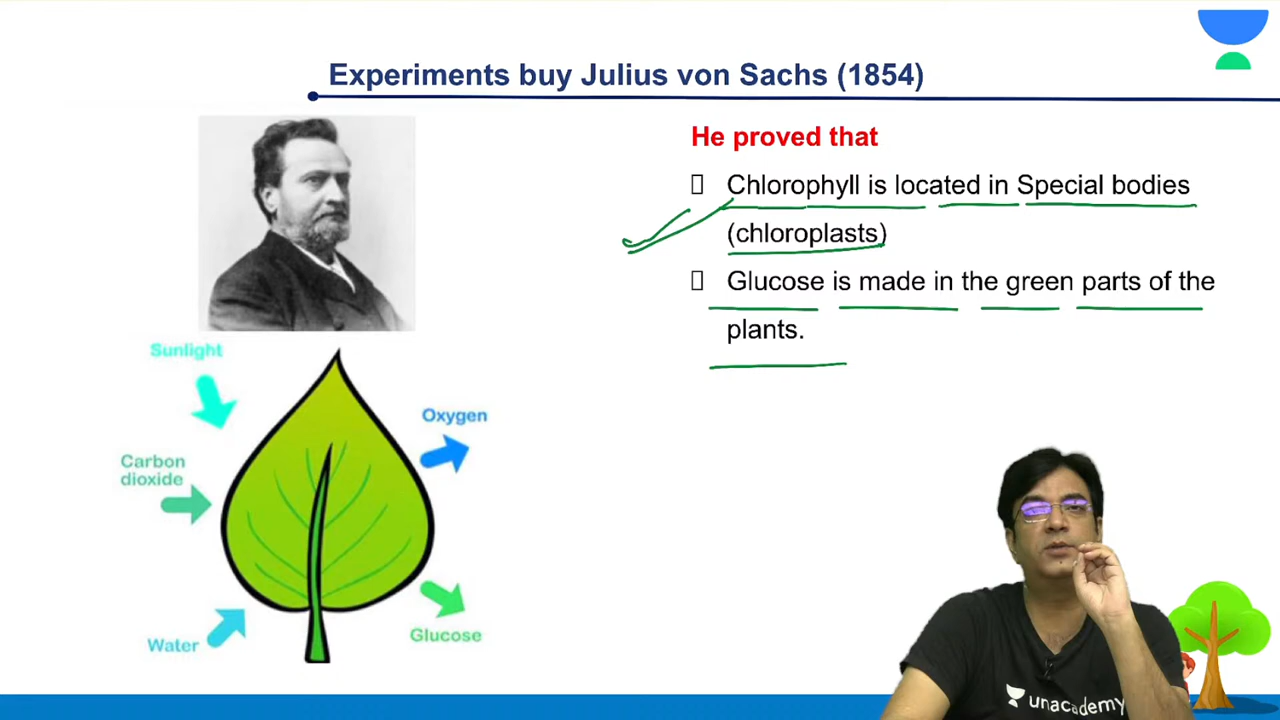 Experiments buy Julius von Sachs (1854)
He proved that
Chlorophyll is located in Special bodies
(chloroplasts)
Glucose is made in the green parts of the
plants.
Sunlight
Oxygen
Carbon
dioxide
Water
Glucose
unacademy